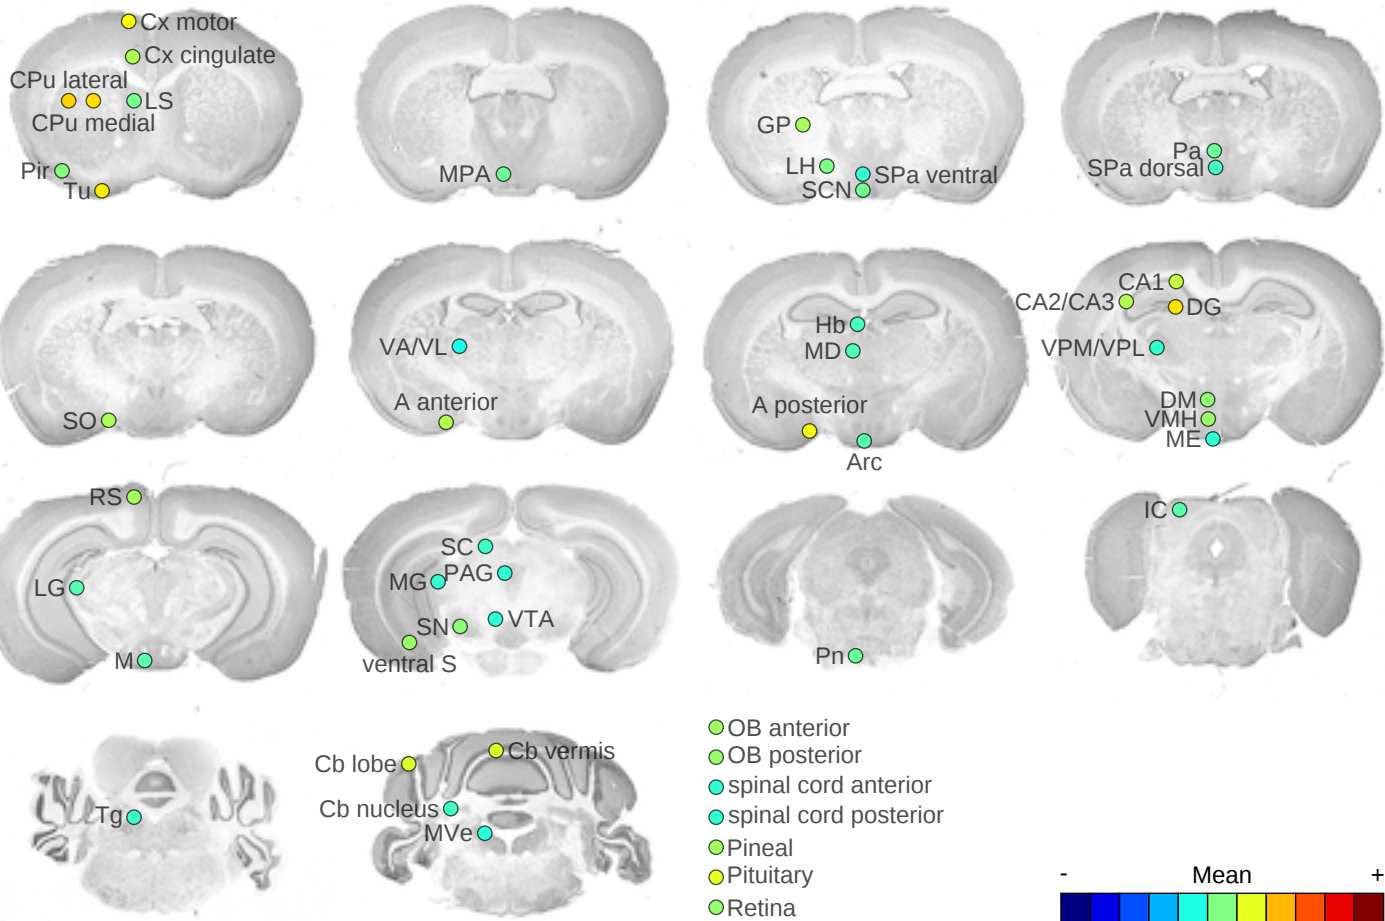 Cx motor
Cx cingulate
CPu lateral
LS
CPu medial
Pir
Tu
MPA
GP
LH
SPa ventral
SCN
Pa
SPa dorsal
SO
VA/VL
A anterior
Hb
MD
A posterior
Arc
CA1
CA2/CA3
DG
VPM/VPL
DM
VMH
ME
RS
LG
M
SC
PAG
MG
VTA
SN
ventral S
Pn
IC
Tg
Cb vermis
Cb lobe
Cb nucleus
MVe
OB anterior
OB posterior
spinal cord anterior
spinal cord posterior
Pineal
Pituitary
Retina
- Mean +